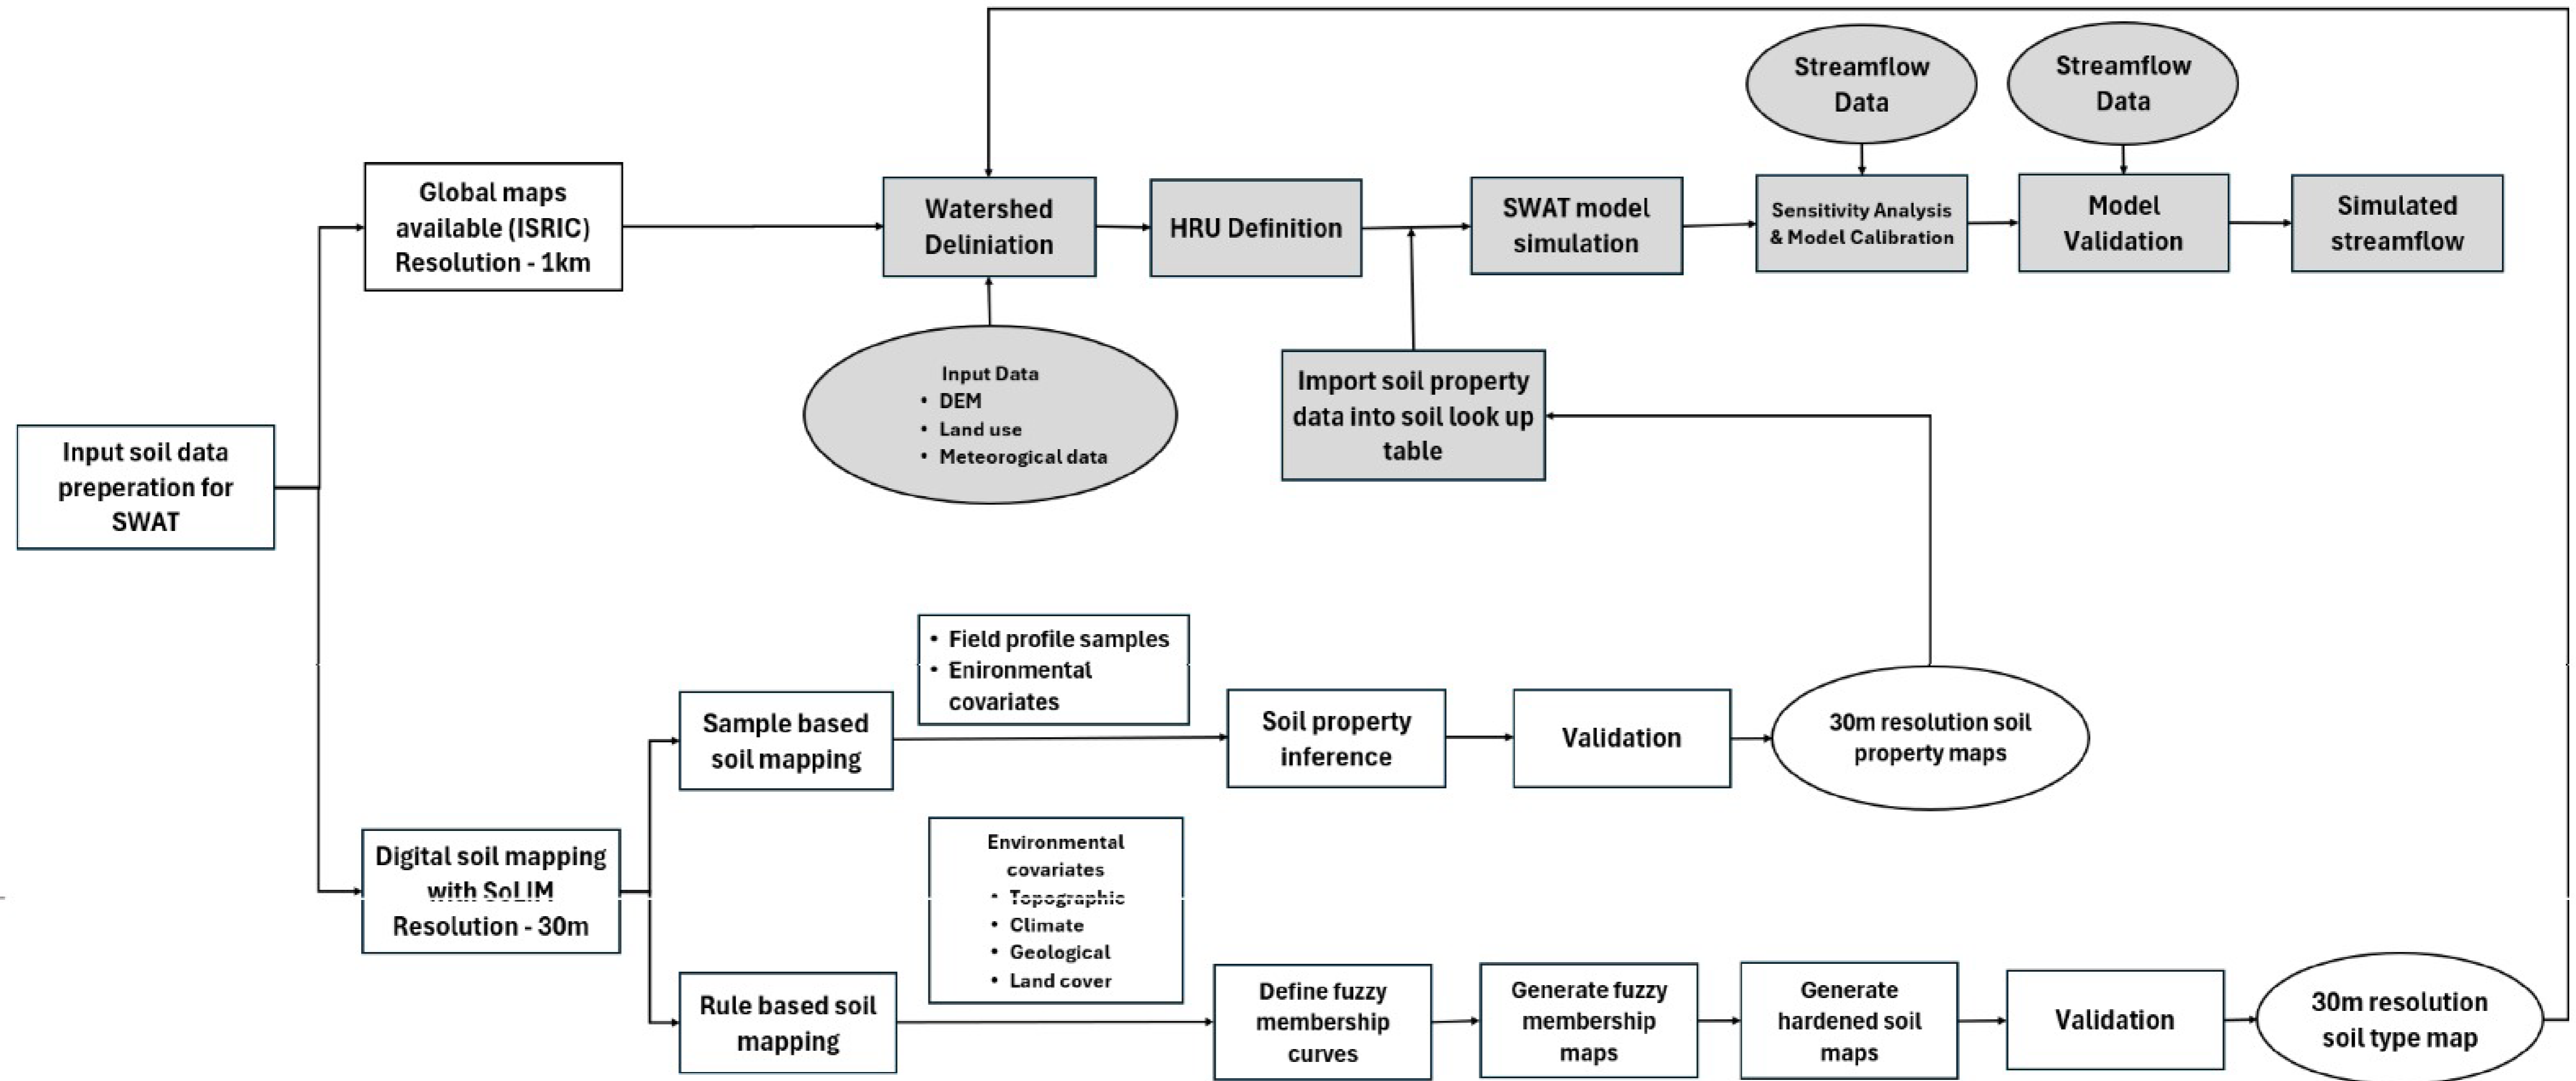 Streamflow
Data
Streamflow
Data
Global maps
available (ISRIC)
Resolution - 1km
Watershed
Deliniation
HRU Definition
SWAT model
simulation
Sensitivity Analysis
& Model Calibration
Model
Validation
Simulated
streamflow
Input Data
• DEM
• Land use
• Meteorogical data
Import soil property
data into soil look up
table
Input soil data
preperation for
SWAT
• Field profile samples
• Enironmental
covariates
Sample based
soil mapping
Soil property
inference
Validation
30m resolution soil
property maps
Digital soil mapping
with SoLIM
Resolution - 30m
Environmental
covariates
• Topographic
• Climate
• Geological
• Land cover
Rule based soil
mapping
Define fuzzy
membership
curves
Generate fuzzy
membership
maps
Generate
hardened soil
maps
Validation
30m resolution
soil type map